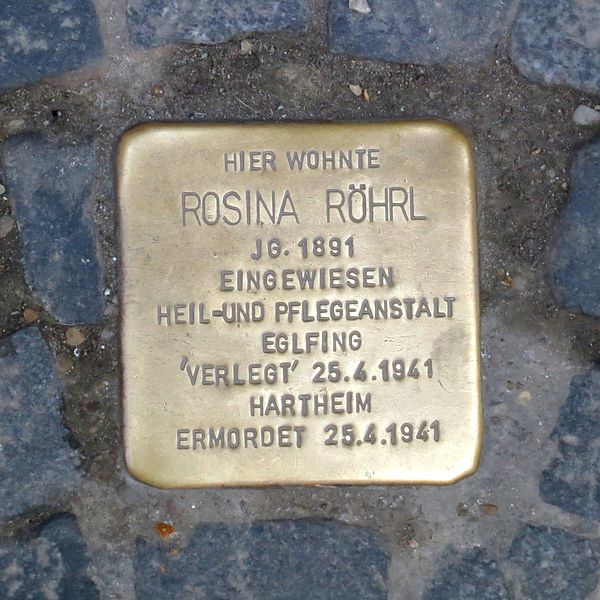 HIER WOHNTE
ROSINA RÖHRL
JG. 1891
EINGEWIESEN
HEIL-UND PFLEGEANSTALT
EGLFING
'VERLEGT' 25.4.1941
HARTHEIM
ERMORDET 25.4.1941